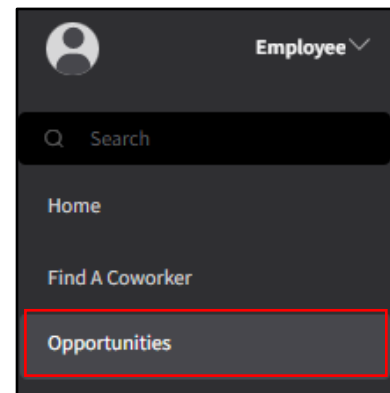 Employee
Search
Home
Find A Coworker
Opportunities